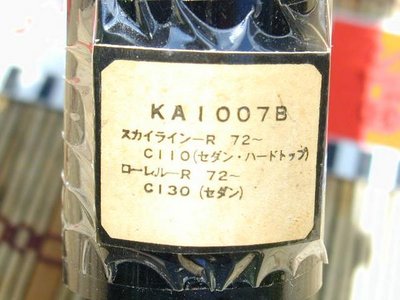 KA1007B
スカイライン－R 72～
C110(セダン・ハードトップ)
ローレル－R 72～
C130(セダン)